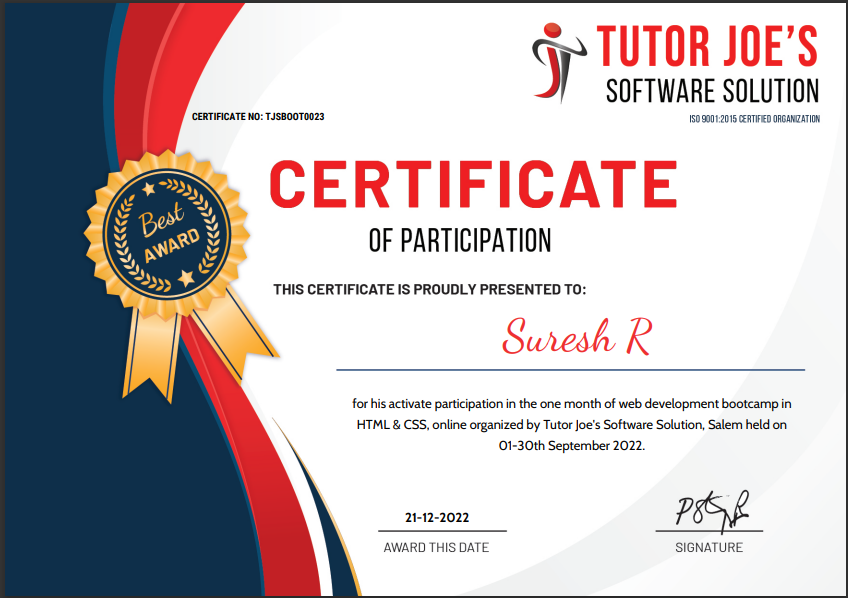 TUTOR JOE'S
SOFTWARE SOLUTION
ISO 9001:2015 CERTIFIED ORGANIZATION
CERTIFICATE NO: TJSBOOT0023
Best
AWARD
CERTIFICATE
OF PARTICIPATION
THIS CERTIFICATE IS PROUDLY PRESENTED TO:
Suresh R
for his activate participation in the one month of web development bootcamp in
HTML & CSS, online organized by Tutor Joe's Software Solution, Salem held on
01-30th September 2022.
21-12-2022
AWARD THIS DATE
SIGNATURE